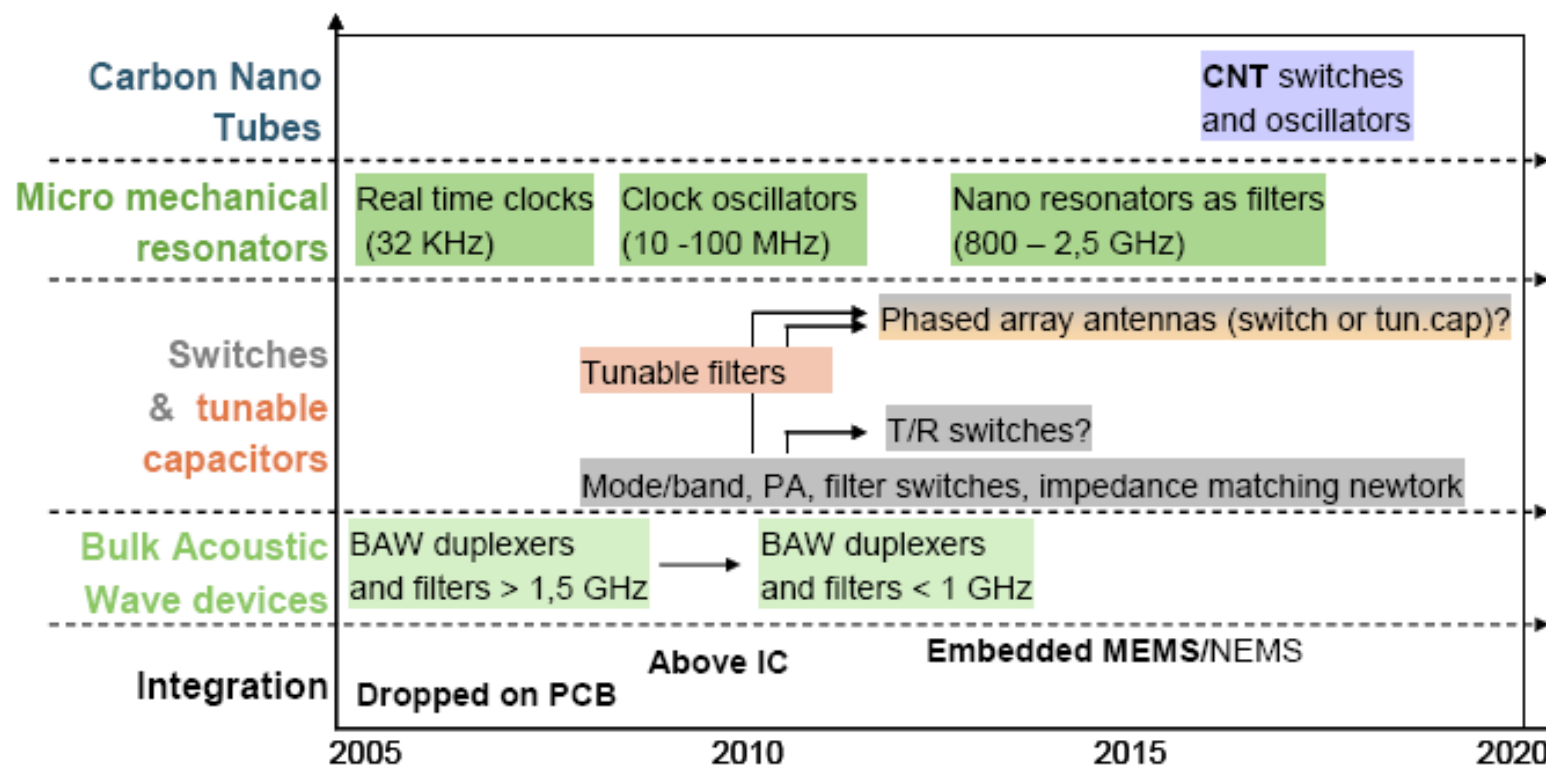 Carbon Nano
Tubes
CNT switches
and oscillators
Micro mechanical
resonators
Real time clocks
(32 KHz)
Clock oscillators
(10 -100 MHz)
Nano resonators as filters
(800 – 2,5 GHz)
Switches
& tunable
capacitors
Phased array antennas (switch or tun.cap)?
Tunable filters
T/R switches?
Mode/band, PA, filter switches, impedance matching newtork
Bulk Acoustic
Wave devices
BAW duplexers
and filters > 1,5 GHz
BAW duplexers
and filters < 1 GHz
Integration
Dropped on PCB
Above IC
Embedded MEMS/NEMS
2005
2010
2015
2020